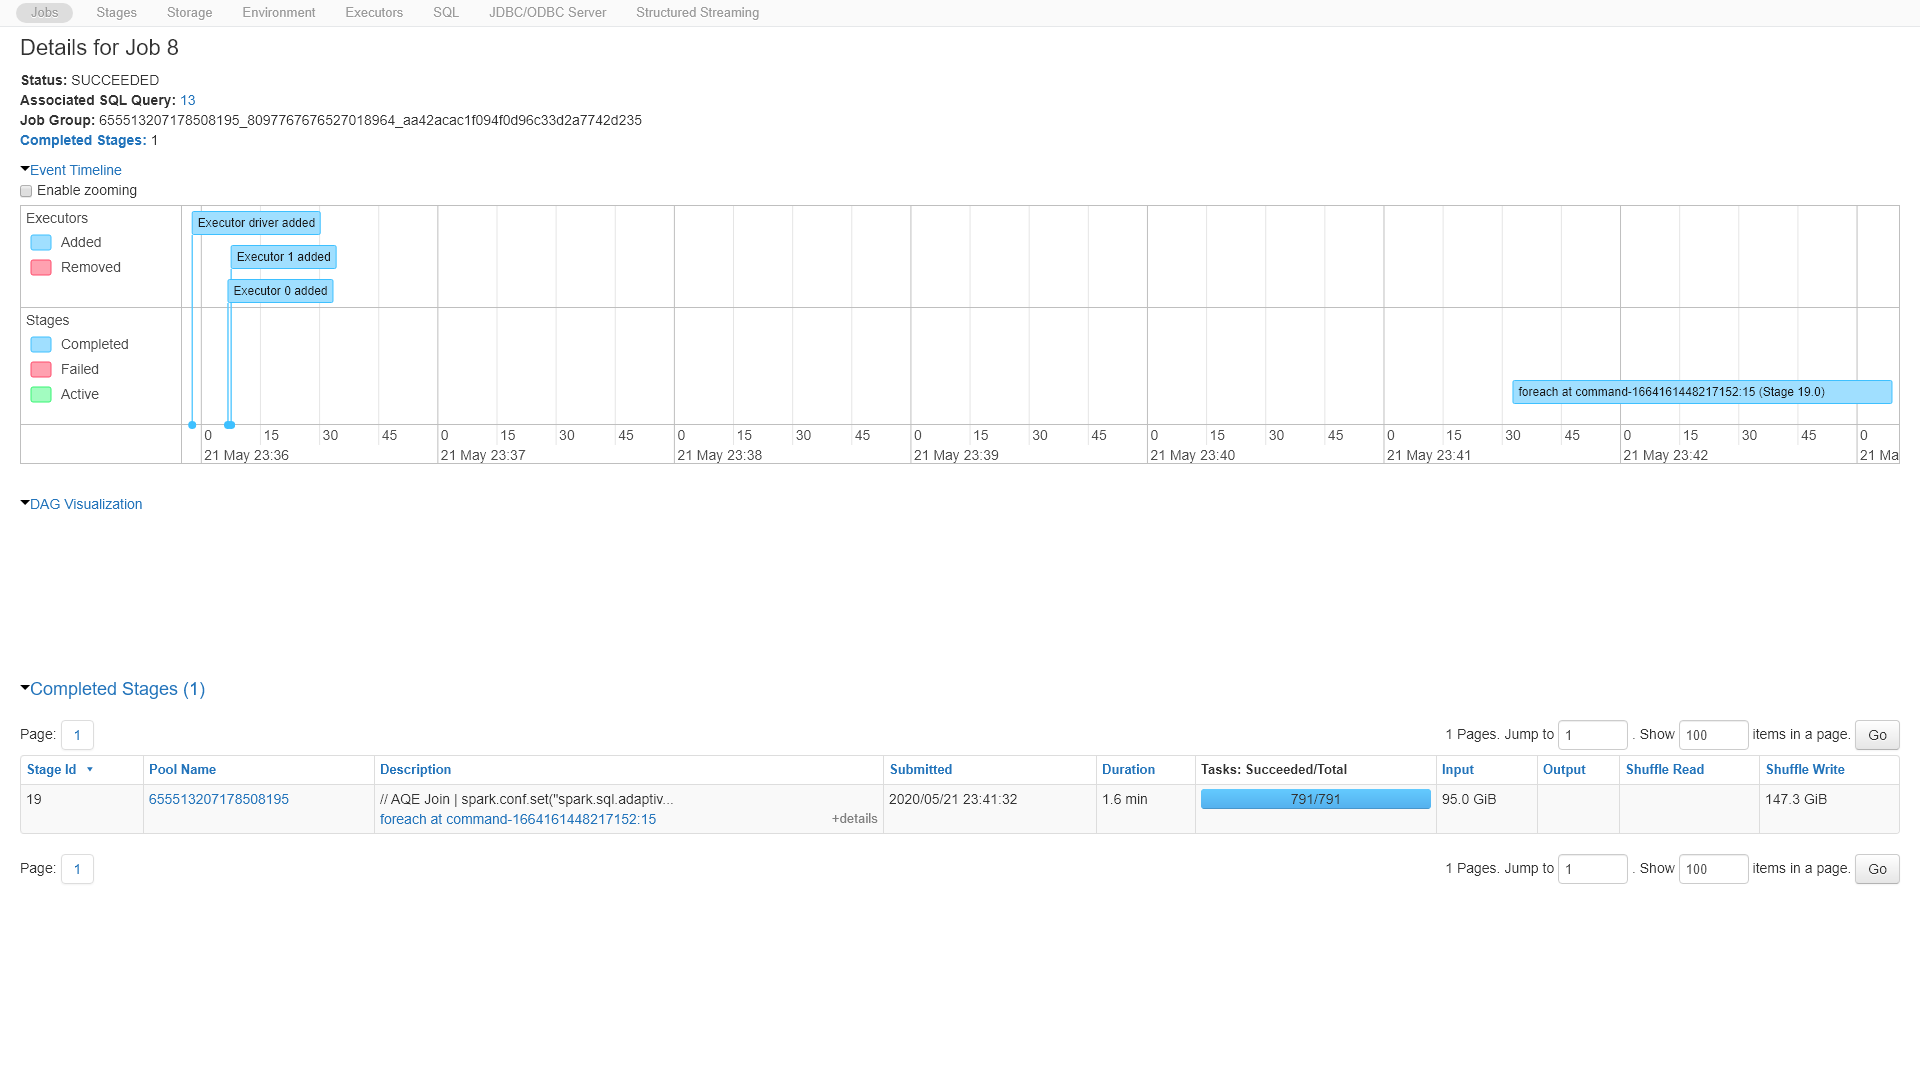 Jobs Stages Storage Environment Executors SQL JDBC/ODBC Server Structured Streaming
Details for Job 8
Status: SUCCEEDED
Associated SQL Query: 13
Job Group: 655513207178508195_8097767676527018964_aa42acac1f094f0d96c33d2a7742d235
Completed Stages: 1
Event Timeline
Enable zooming
Executors
Added
Removed
Executor driver added
Executor 1 added
Executor 0 added
Stages
Completed
Failed
Active
foreach at command-1664161448217152:15 (Stage 19.0)
0 15 30 45 0 15 30 45 0 15 30 45 0 15 30 45 0 15 30 45 0 15 30 45 0 15 30 45 0
21 May 23:36 21 May 23:37 21 May 23:38 21 May 23:39 21 May 23:40 21 May 23:41 21 May 23:42 21 Ma
DAG Visualization
Completed Stages (1)
Page: 1 1 Pages. Jump to 1 . Show 100 items in a page. Go
Stage Id Pool Name Description Submitted Duration Tasks: Succeeded/Total Input Output Shuffle Read Shuffle Write
19 655513207178508195 // AQE Join | spark.conf.set("spark.sql.adaptiv... 2020/05/21 23:41:32 1.6 min 791/791 95.0 GiB 147.3 GiB
foreach at command-1664161448217152:15 +details
Page: 1 1 Pages. Jump to 1 . Show 100 items in a page. Go